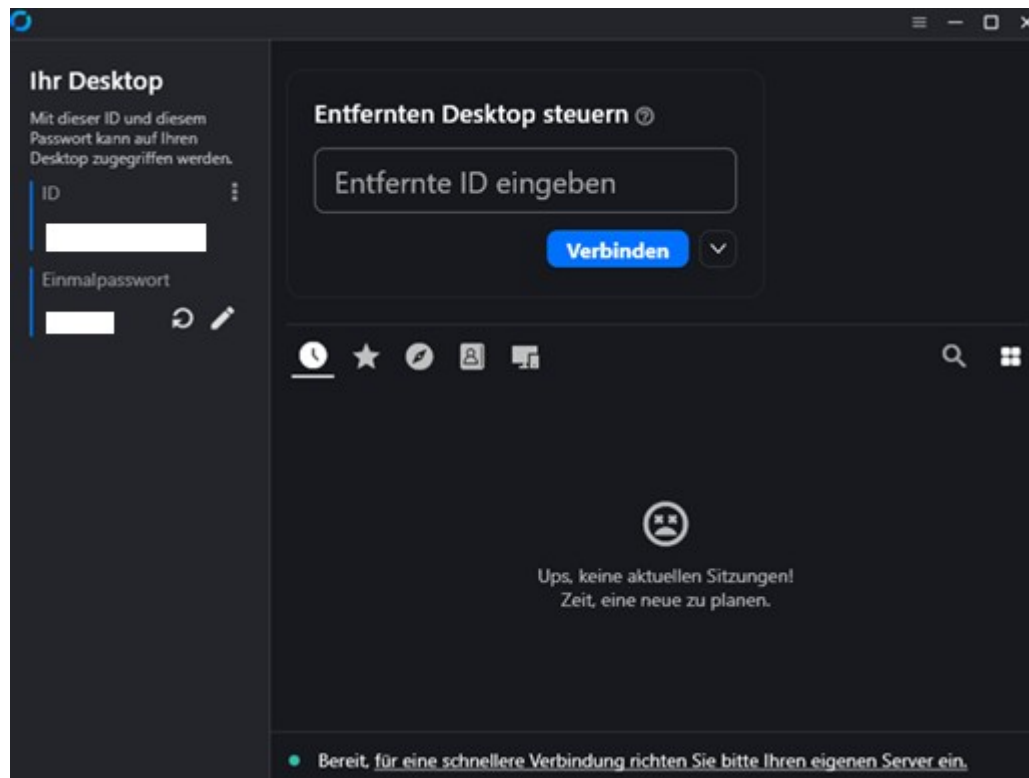 Ihr Desktop
Mit dieser ID und diesem
Passwort kann auf Ihren
Desktop zugegriffen werden.
ID
Einmalpasswort
Entfernten Desktop steuern
Entfernte ID eingeben
Verbinden
Ups, keine aktuellen Sitzungen!
Zeit, eine neue zu planen.
Bereit, für eine schnellere Verbindung richten Sie bitte Ihren eigenen Server ein.